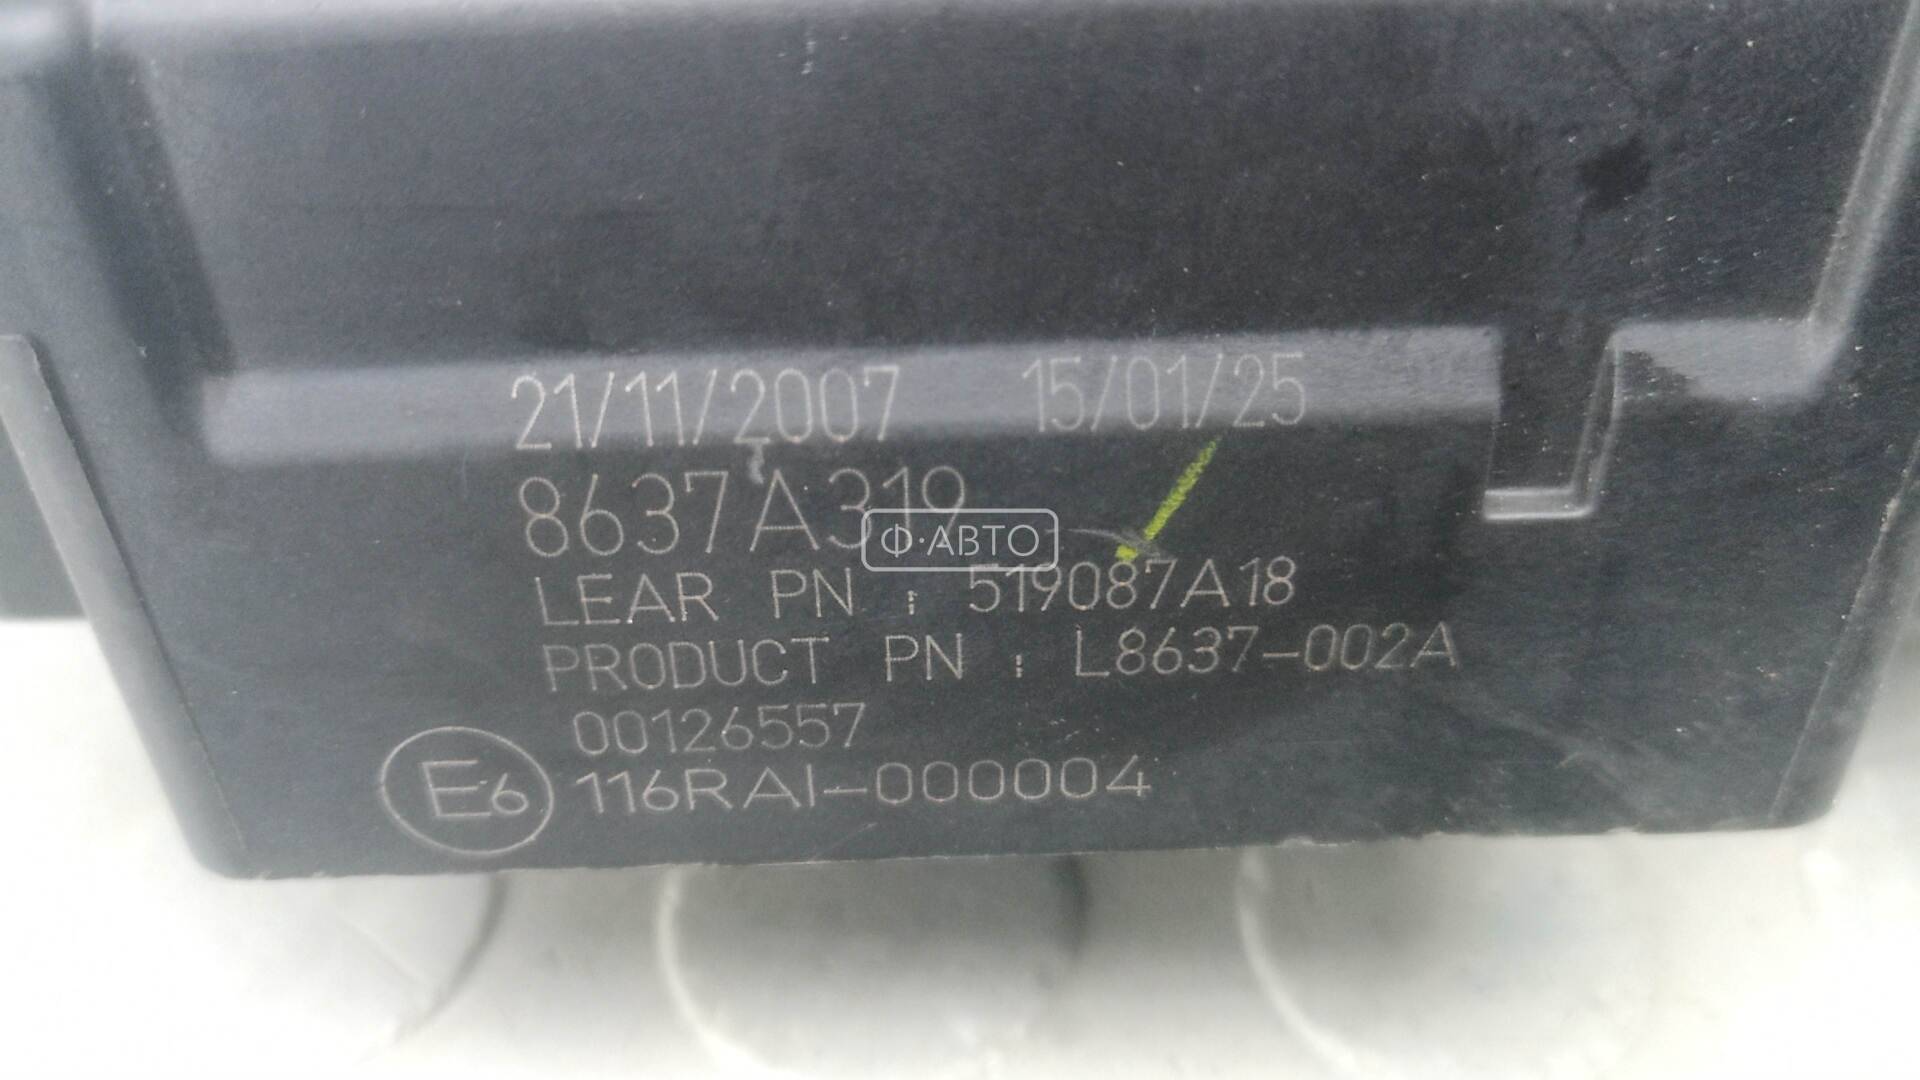 21/11/2007 15/01/25
8637A319
Ф·АВТО
LEAR PN : 519087A18
PRODUCT PN : L8637-002A
00126557
E6 116RAI-000004